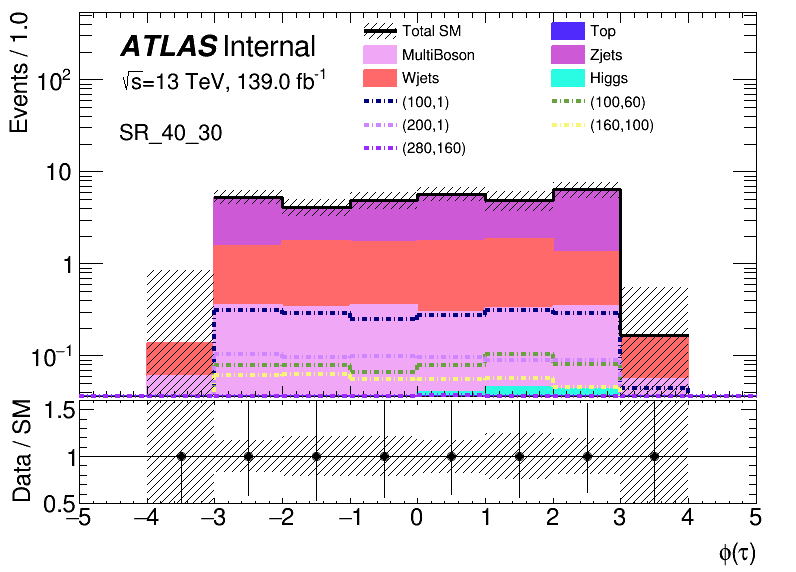 Events / 1.0
ATLAS Internal
√s=13 TeV, 139.0 fb⁻¹
SR_40_30
Total SM
Top
MultiBoson
Zjets
Wjets
Higgs
(100,1)
(100,60)
(200,1)
(160,100)
(280,160)
10²
10
1
10⁻¹
Data / SM
1.5
1
0.5
−5 −4 −3 −2 −1 0 1 2 3 4 5
ϕ(τ)